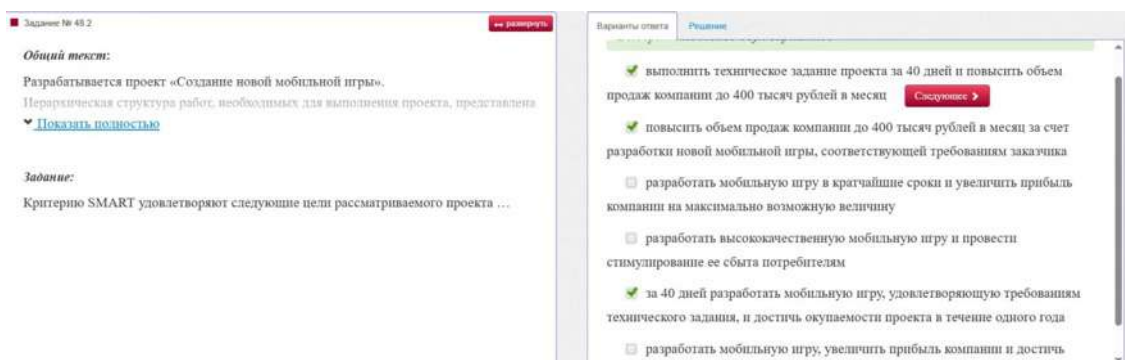 Задание № 48.2
развернуть
Общий текст:
Разрабатывается проект «Создание новой мобильной игры».
Иерархическая структура работ, необходимых для выполнения проекта, представлена
Показать полностью
Задание:
Критерию SMART удовлетворяют следующие цели рассматриваемого проекта …
Варианты ответа
Решение
выполнить техническое задание проекта за 40 дней и повысить объем
продаж компании до 400 тысяч рублей в месяц
Следующее
повысить объем продаж компании до 400 тысяч рублей в месяц за счет
разработки новой мобильной игры, соответствующей требованиям заказчика
разработать мобильную игру в кратчайшие сроки и увеличить прибыль
компании на максимально возможную величину
разработать высококачественную мобильную игру и провести
стимулирование ее сбыта потребителям
за 40 дней разработать мобильную игру, удовлетворяющую требованиям
технического задания, и достичь окупаемости проекта в течение одного года
разработать мобильную игру, увеличить прибыль компании и достичь